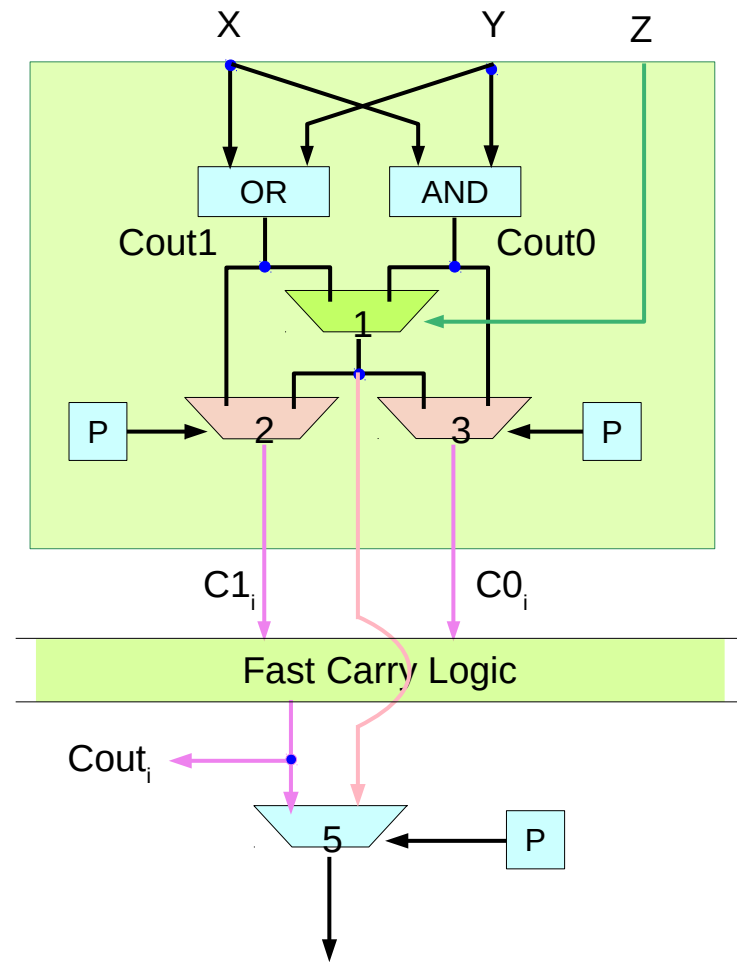 X Y Z
OR AND
Cout1 Cout0
1
P 2 3 P
C1i C0i
Fast Carry Logic
Couti
5 P